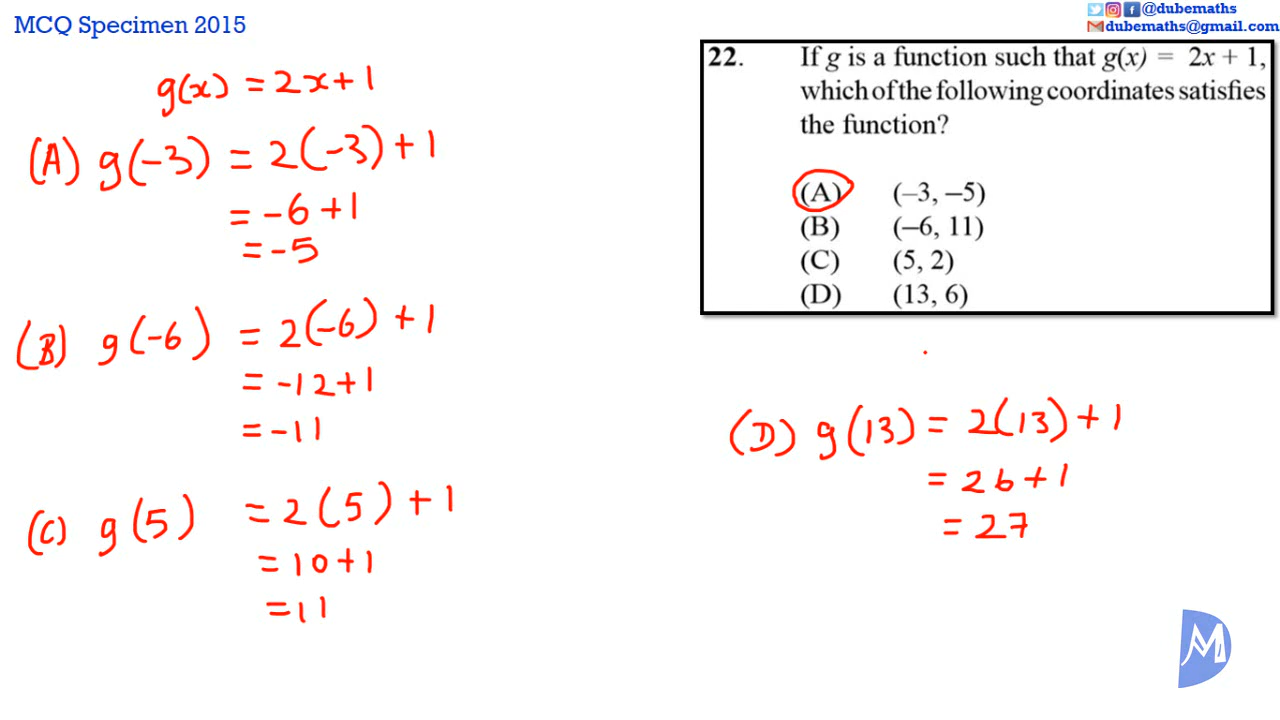 MCQ Specimen 2015
@dubemaths
dubemaths@gmail.com
g(x) = 2x + 1
(A) g(-3) = 2(-3) + 1
= -6 + 1
= -5
(B) g(-6) = 2(-6) + 1
= -12 + 1
= -11
(C) g(5) = 2(5) + 1
= 10 + 1
= 11
22. If g is a function such that g(x) = 2x + 1,
which of the following coordinates satisfies
the function?
(A) (–3, –5)
(B) (–6, 11)
(C) (5, 2)
(D) (13, 6)
(D) g(13) = 2(13) + 1
= 26 + 1
= 27
M